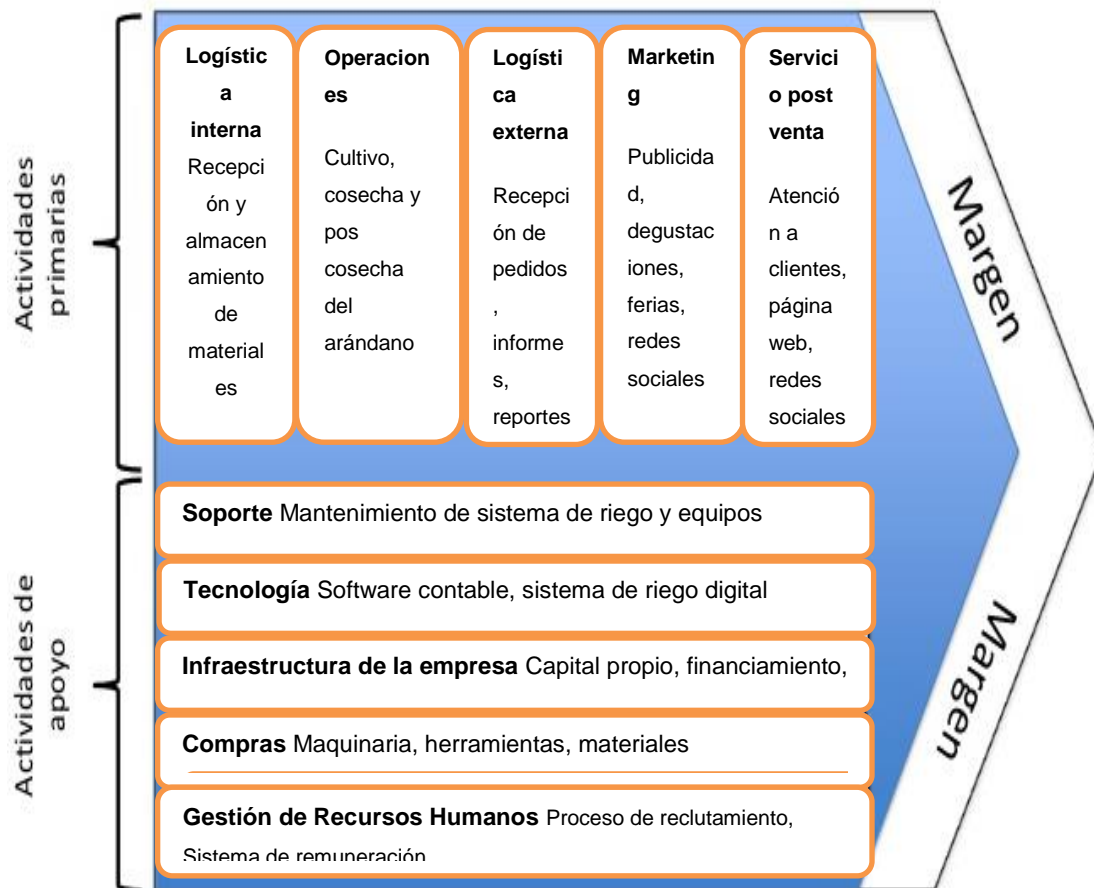 Actividades
primarias
Logístic
a
interna
Recepci
ón y
almacen
amiento
de
material
es
Operacion
es
Cultivo,
cosecha y
pos
cosecha
del
arándano
Logísti
ca
externa
Recepci
ón de
pedidos
,
informe
s,
reportes
Marketin
g
Publicida
d,
degustac
iones,
ferias,
redes
sociales
Servici
o post
venta
Atenció
n a
clientes,
página
web,
redes
sociales
Margen
Actividades de
apoyo
Soporte Mantenimiento de sistema de riego y equipos
Tecnología Software contable, sistema de riego digital
Infraestructura de la empresa Capital propio, financiamiento,
Compras Maquinaria, herramientas, materiales
Gestión de Recursos Humanos Proceso de reclutamiento,
Sistema de remuneración
Margen